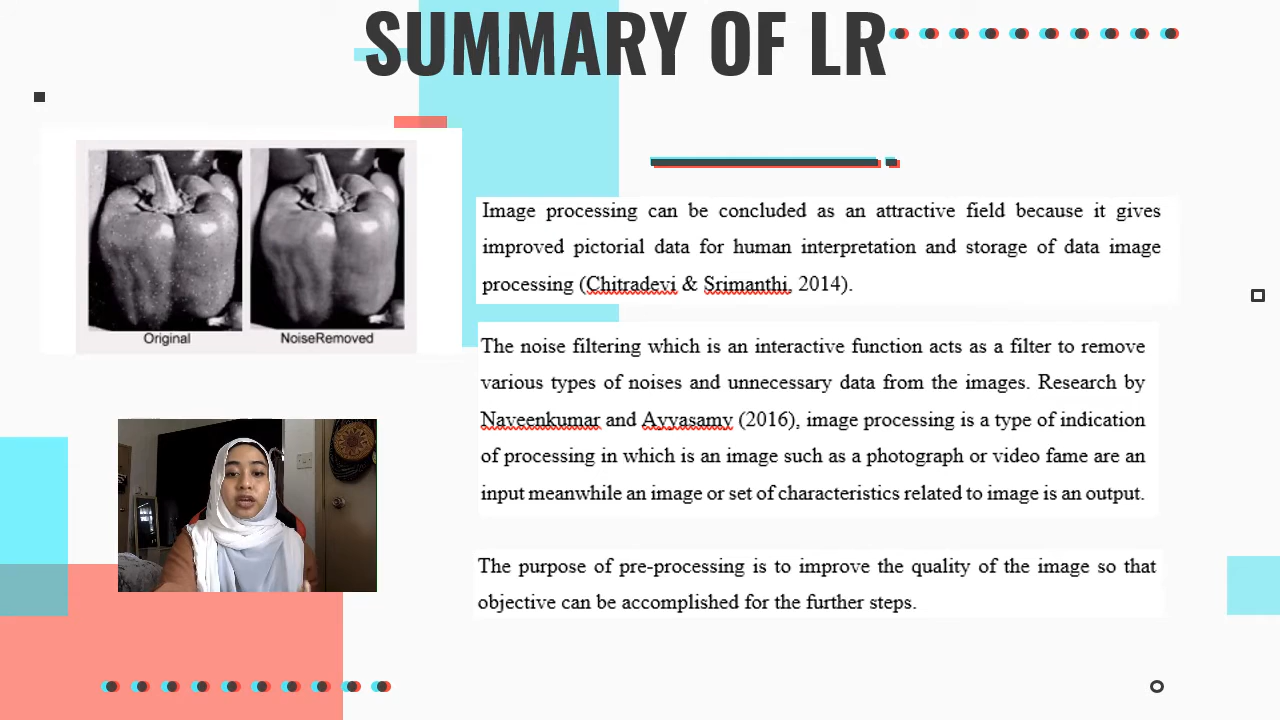 SUMMARY OF LR
Original NoiseRemoved
Image processing can be concluded as an attractive field because it gives
improved pictorial data for human interpretation and storage of data image
processing (Chitradevi & Srimanthi, 2014).
The noise filtering which is an interactive function acts as a filter to remove
various types of noises and unnecessary data from the images. Research by
Naveenkumar and Ayyasamy (2016), image processing is a type of indication
of processing in which is an image such as a photograph or video fame are an
input meanwhile an image or set of characteristics related to image is an output.
The purpose of pre-processing is to improve the quality of the image so that
objective can be accomplished for the further steps.